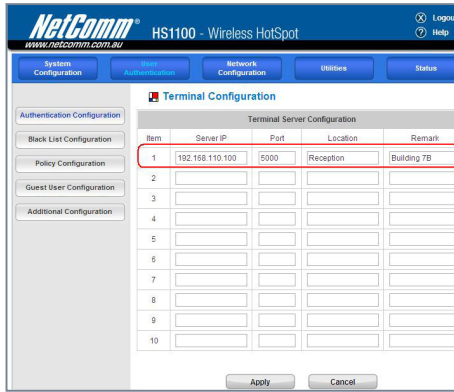 NetComm®
www.netcomm.com.au
HS1100 - Wireless HotSpot
Logou
Help
System Configuration
User Authentication
Network Configuration
Utilities
Status
Authentication Configuration
Black List Configuration
Policy Configuration
Guest User Configuration
Additional Configuration
Terminal Configuration
Terminal Server Configuration
Item Server IP Port Location Remark
1 192.168.110.100 5000 Reception Building 7B
2
3
4
5
6
7
8
9
10
Apply Cancel